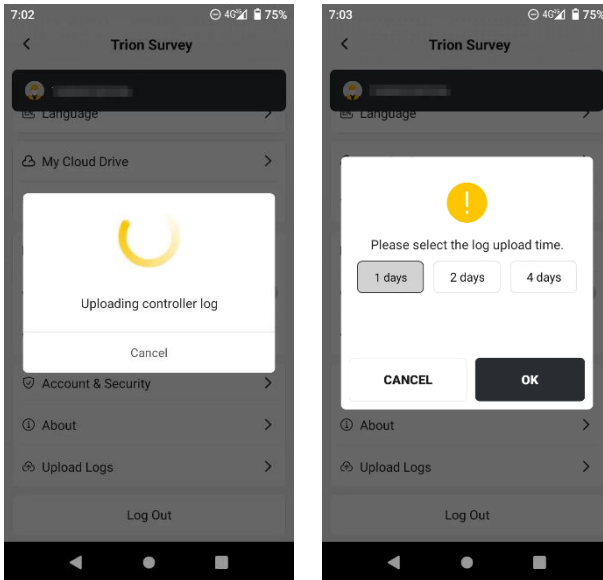 7:02
4G 75%
Trion Survey
Language
My Cloud Drive
Uploading controller log
Cancel
Account & Security
About
Upload Logs
Log Out
7:03
4G 75%
Trion Survey
Language
Please select the log upload time.
1 days
2 days
4 days
CANCEL
OK
About
Upload Logs
Log Out